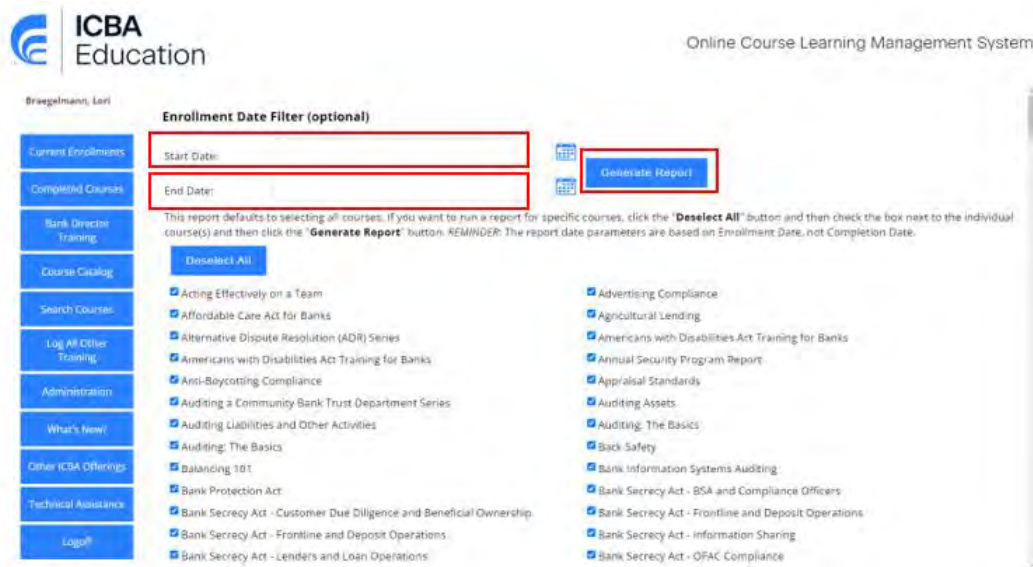 ICBA
Education
Online Course Learning Management System
Braegelmann, Lori
Enrollment Date Filter (optional)
Current Enrollments
Start Date:
Generate Report
Completed Courses
End Date:
This report defaults to selecting all courses. If you want to run a report for specific courses, click the "Deselect All" button and then check the box next to the individual
course(s) and then click the "Generate Report" button. REMINDER: The report date parameters are based on Enrollment Date, not Completion Date.
Bank Director
Training
Deselect All
Course Catalog
Search Courses
Log All Other
Training
Administration
What's New?
Other ICBA Offerings
Technical Assistance
Logoff
Acting Effectively on a Team
Advertising Compliance
Affordable Care Act for Banks
Agricultural Lending
Alternative Dispute Resolution (ADR) Series
Americans with Disabilities Act Training for Banks
Americans with Disabilities Act Training for Banks
Annual Security Program Report
Anti-Boycotting Compliance
Appraisal Standards
Auditing a Community Bank Trust Department Series
Auditing Assets
Auditing Liabilities and Other Activities
Auditing: The Basics
Auditing: The Basics
Back Safety
Balancing 101
Bank Information Systems Auditing
Bank Protection Act
Bank Secrecy Act - BSA and Compliance Officers
Bank Secrecy Act - Customer Due Diligence and Beneficial Ownership
Bank Secrecy Act - Frontline and Deposit Operations
Bank Secrecy Act - Frontline and Deposit Operations
Bank Secrecy Act - Information Sharing
Bank Secrecy Act - Lenders and Loan Operations
Bank Secrecy Act - OFAC Compliance